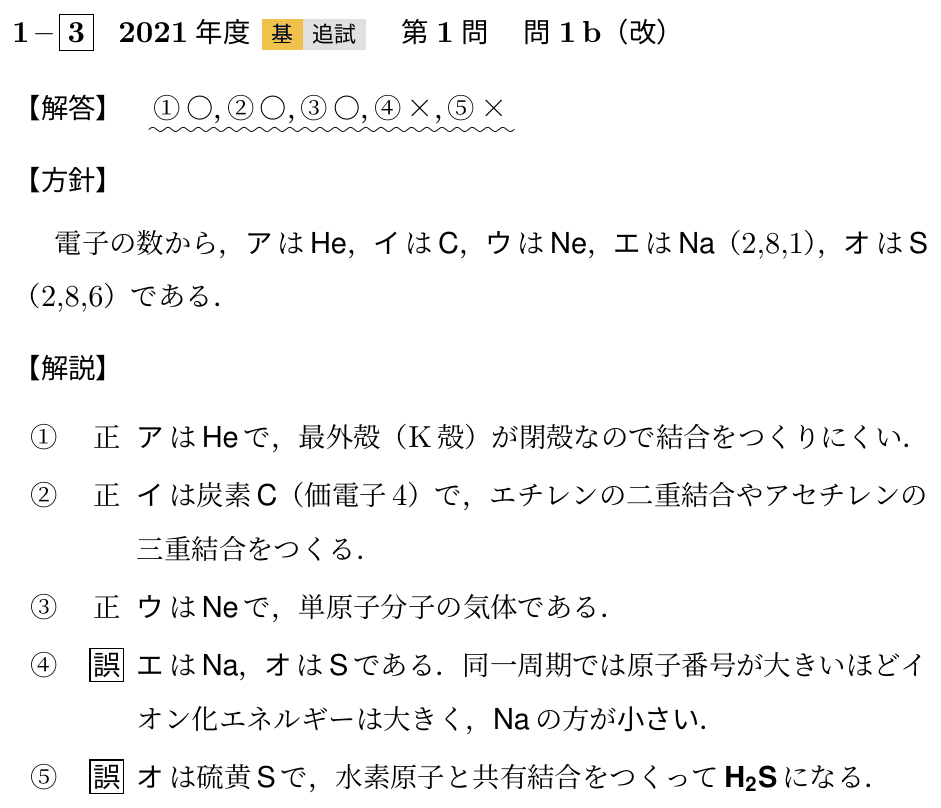 1－3 2021年度 基 追試 第1問 問1b（改）
【解答】 ①○,②○,③○,④×,⑤×
【方針】
電子の数から，アはHe，イはC，ウはNe，エはNa（2,8,1），オはS
（2,8,6）である．
【解説】
① 正 アはHeで，最外殻（K殻）が閉殻なので結合をつくりにくい．
② 正 イは炭素C（価電子4）で，エチレンの二重結合やアセチレンの
三重結合をつくる．
③ 正 ウはNeで，単原子分子の気体である．
④ 誤 エはNa，オはSである．同一周期では原子番号が大きいほどイ
オン化エネルギーは大きく，Naの方が小さい．
⑤ 誤 オは硫黄Sで，水素原子と共有結合をつくってH₂Sになる．